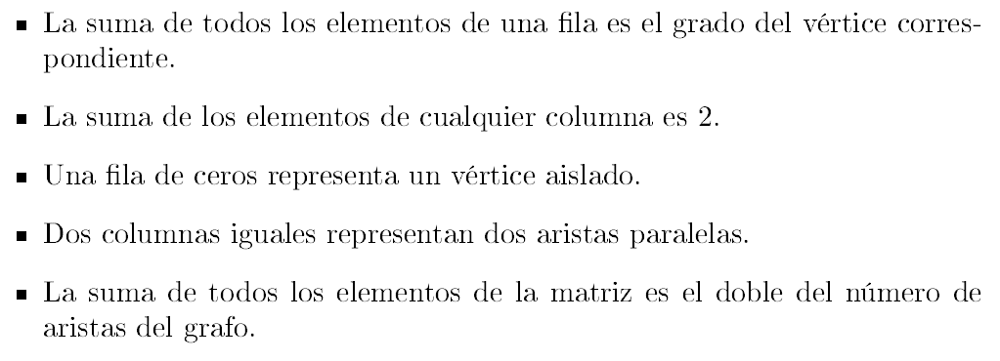 ▪ La suma de todos los elementos de una fila es el grado del vértice corres-
pondiente.
▪ La suma de los elementos de cualquier columna es 2.
▪ Una fila de ceros representa un vértice aislado.
▪ Dos columnas iguales representan dos aristas paralelas.
▪ La suma de todos los elementos de la matriz es el doble del número de
aristas del grafo.